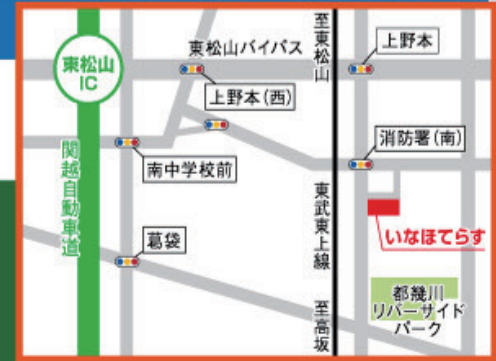 東松山
IC
東松山バイパス
上野本(西)
至東松山
上野本
消防署(南)
南中学校前
関越自動車道
葛袋
東武東上線
いなほてらす
都幾川
リバーサイド
パーク
至高坂